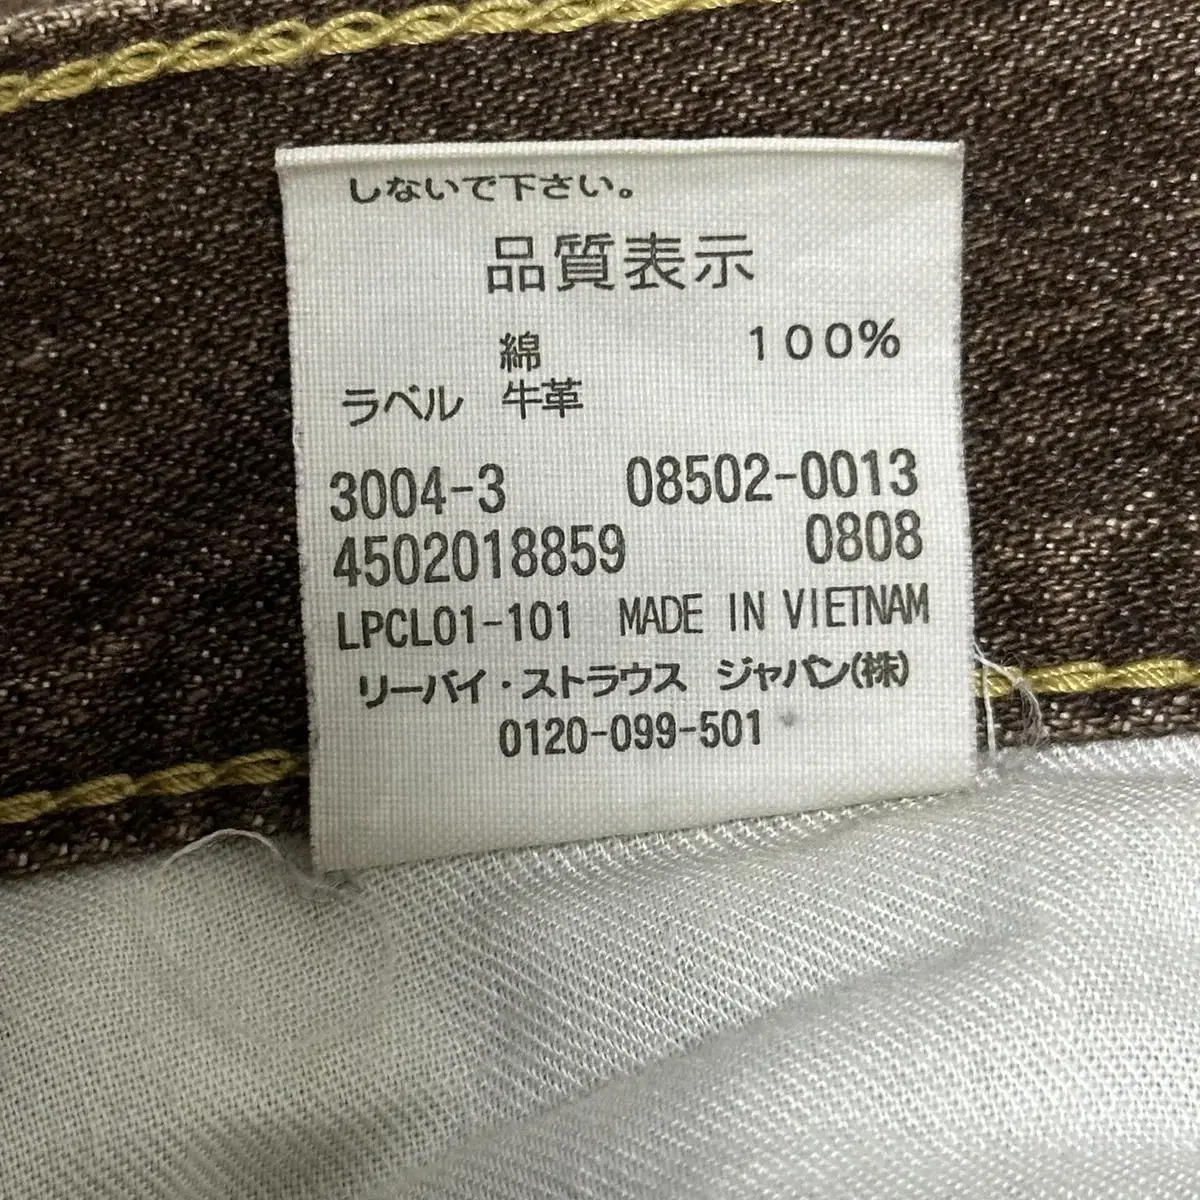 しないで下さい。
品質表示
綿 100%
ラベル 牛革
3004-3 08502-0013
4502018859 0808
LPCL01-101 MADE IN VIETNAM
リーバイ・ストラウス ジャパン(株)
0120-099-501